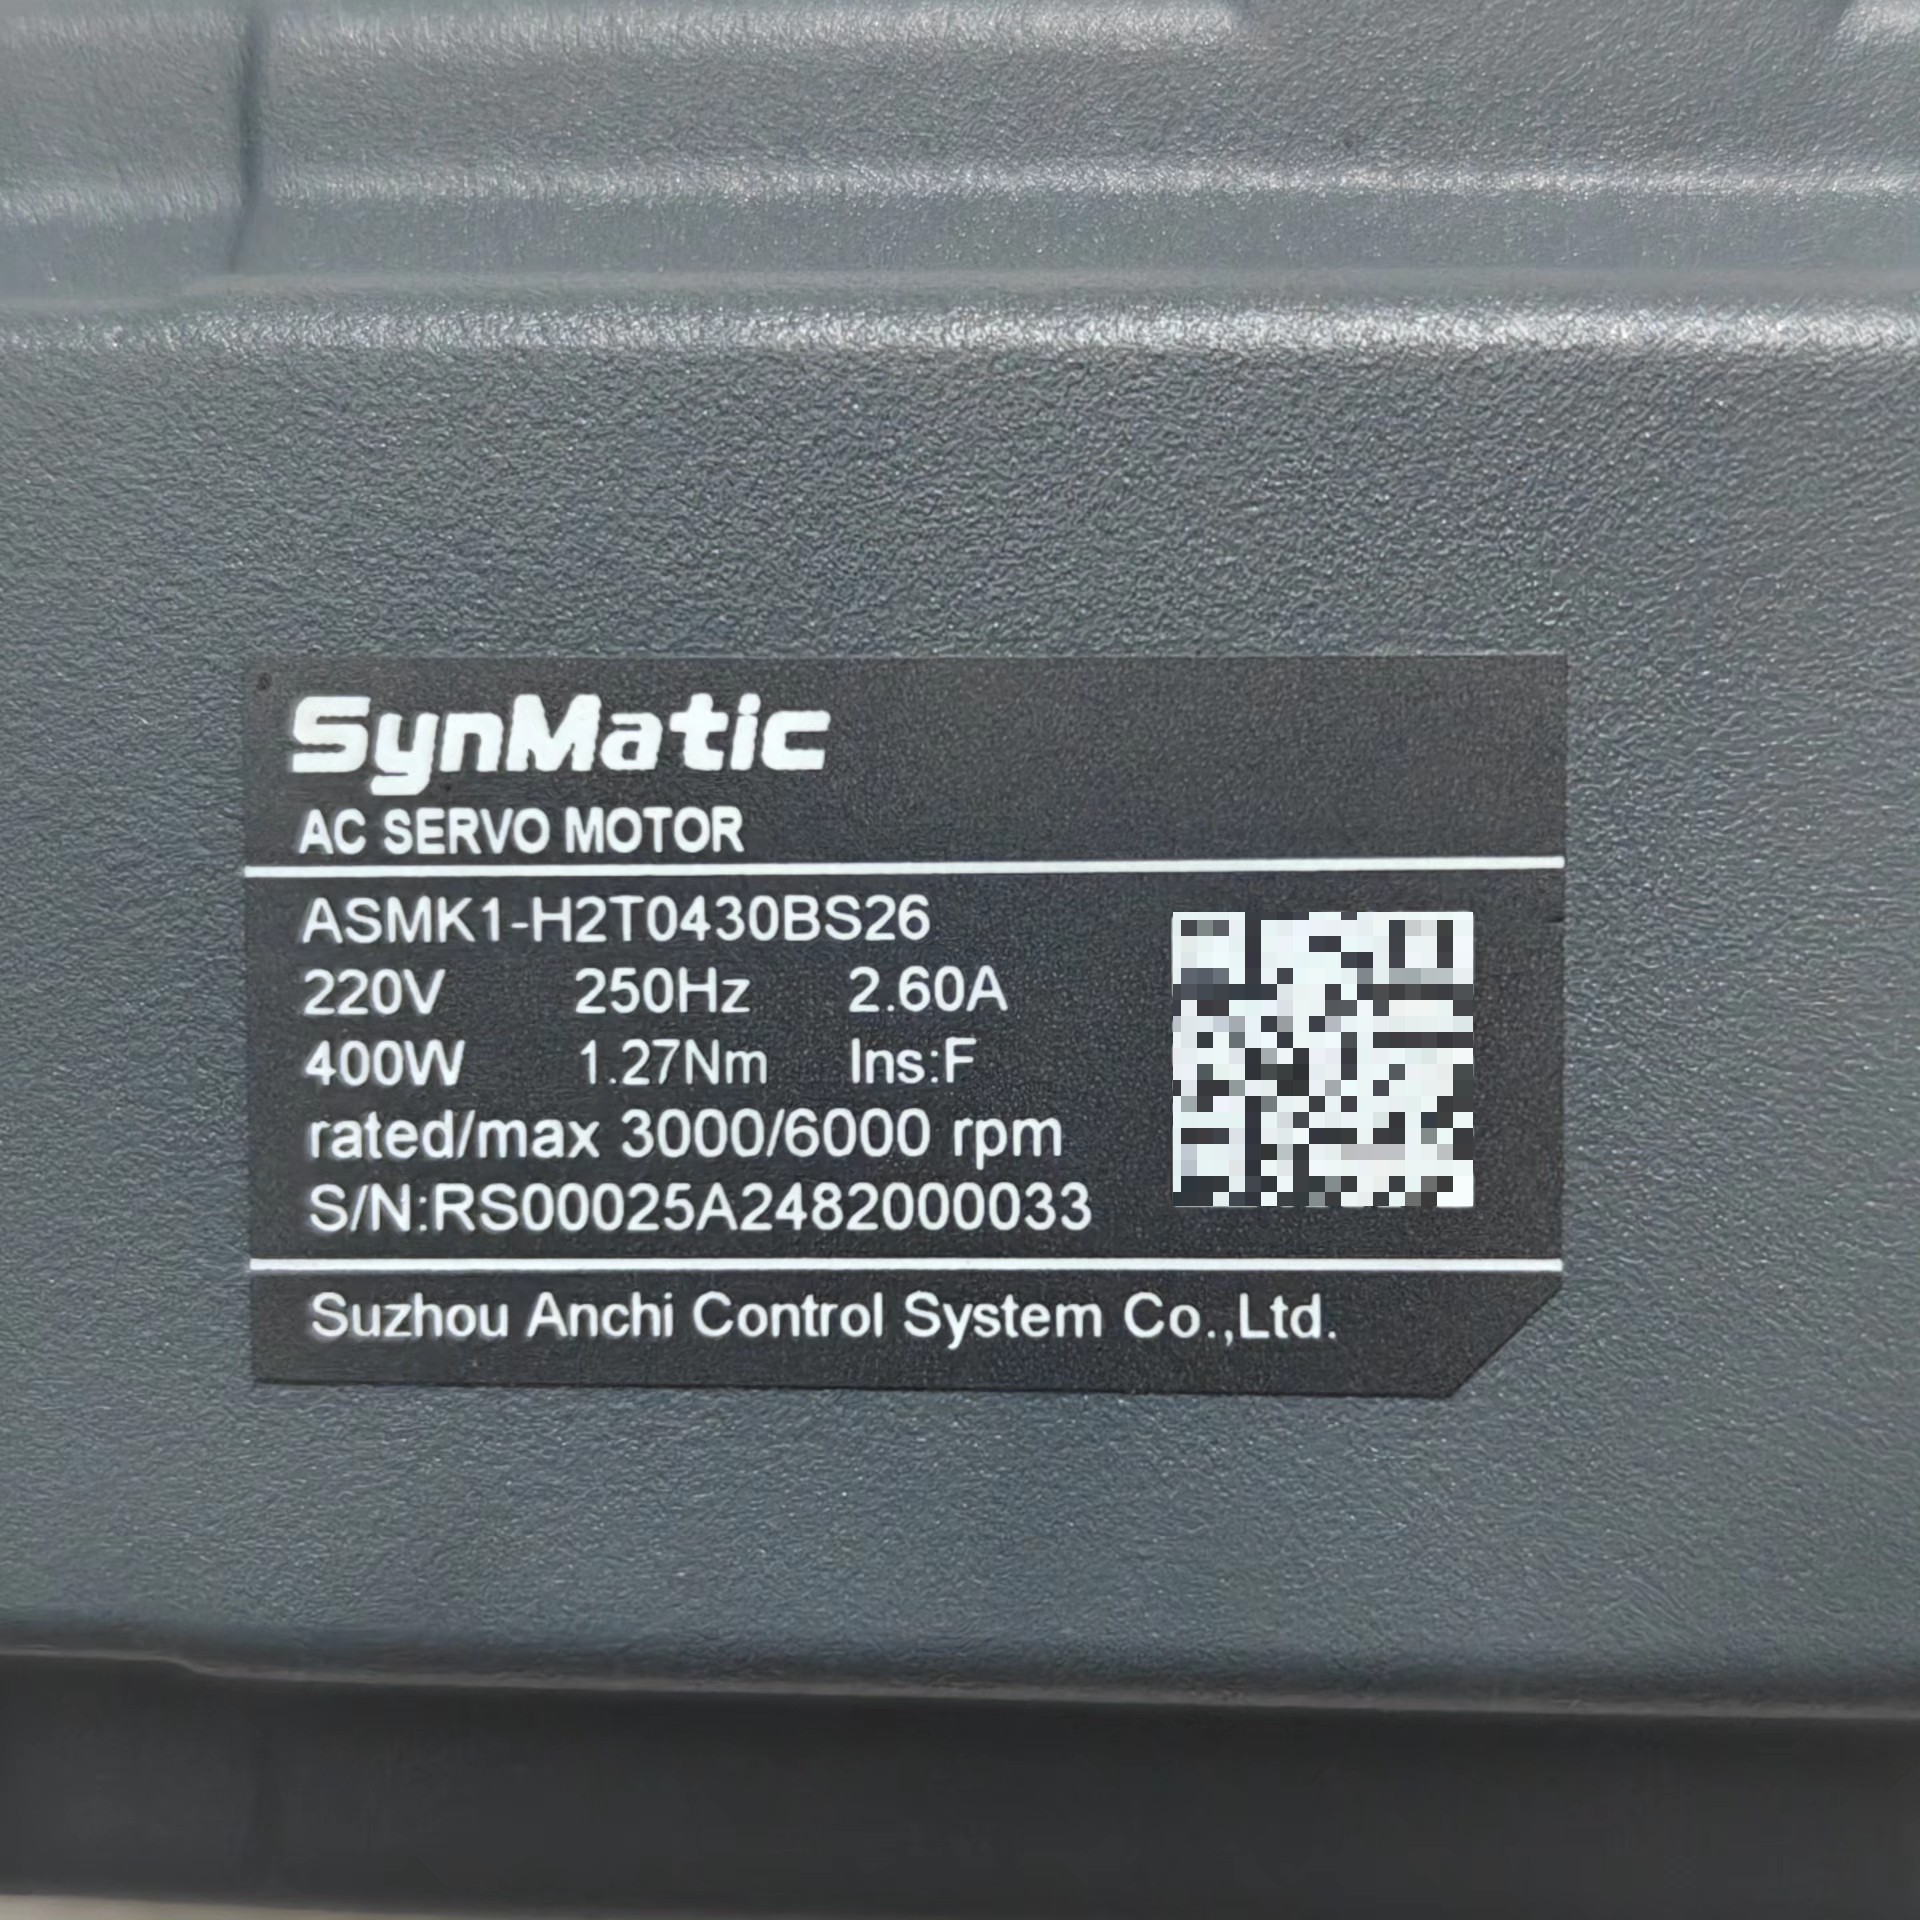 SynMatic
AC SERVO MOTOR
ASMK1-H2T0430BS26
220V 250Hz 2.60A
400W 1.27Nm Ins:F
rated/max 3000/6000 rpm
S/N:RS00025A2482000033
Suzhou Anchi Control System Co.,Ltd.